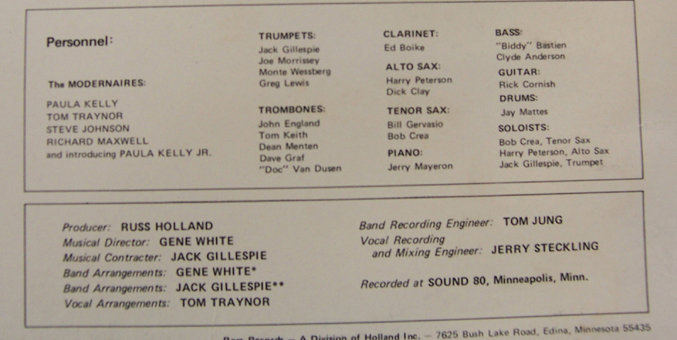 Personnel:
The MODERNAIRES:
PAULA KELLY
TOM TRAYNOR
STEVE JOHNSON
RICHARD MAXWELL
and introducing PAULA KELLY JR.
TRUMPETS:
Jack Gillespie
Joe Morrissey
Monte Wessberg
Greg Lewis
TROMBONES:
John England
Tom Keith
Dean Menten
Dave Graf
"Doc" Van Dusen
CLARINET:
Ed Boike
ALTO SAX:
Harry Peterson
Dick Clay
TENOR SAX:
Bill Gervasio
Bob Crea
PIANO:
Jerry Mayeron
BASS:
"Biddy" Bastien
Clyde Anderson
GUITAR:
Rick Cornish
DRUMS:
Jay Mattes
SOLOISTS:
Bob Crea, Tenor Sax
Harry Peterson, Alto Sax
Jack Gillespie, Trumpet
Producer: RUSS HOLLAND
Musical Director: GENE WHITE
Musical Contracter: JACK GILLESPIE
Band Arrangements: GENE WHITE*
Band Arrangements: JACK GILLESPIE**
Vocal Arrangements: TOM TRAYNOR
Band Recording Engineer: TOM JUNG
Vocal Recording
and Mixing Engineer: JERRY STECKLING
Recorded at SOUND 80, Minneapolis, Minn.
Records — A Division of Holland Inc. — 7625 Bush Lake Road, Edina, Minnesota 55435